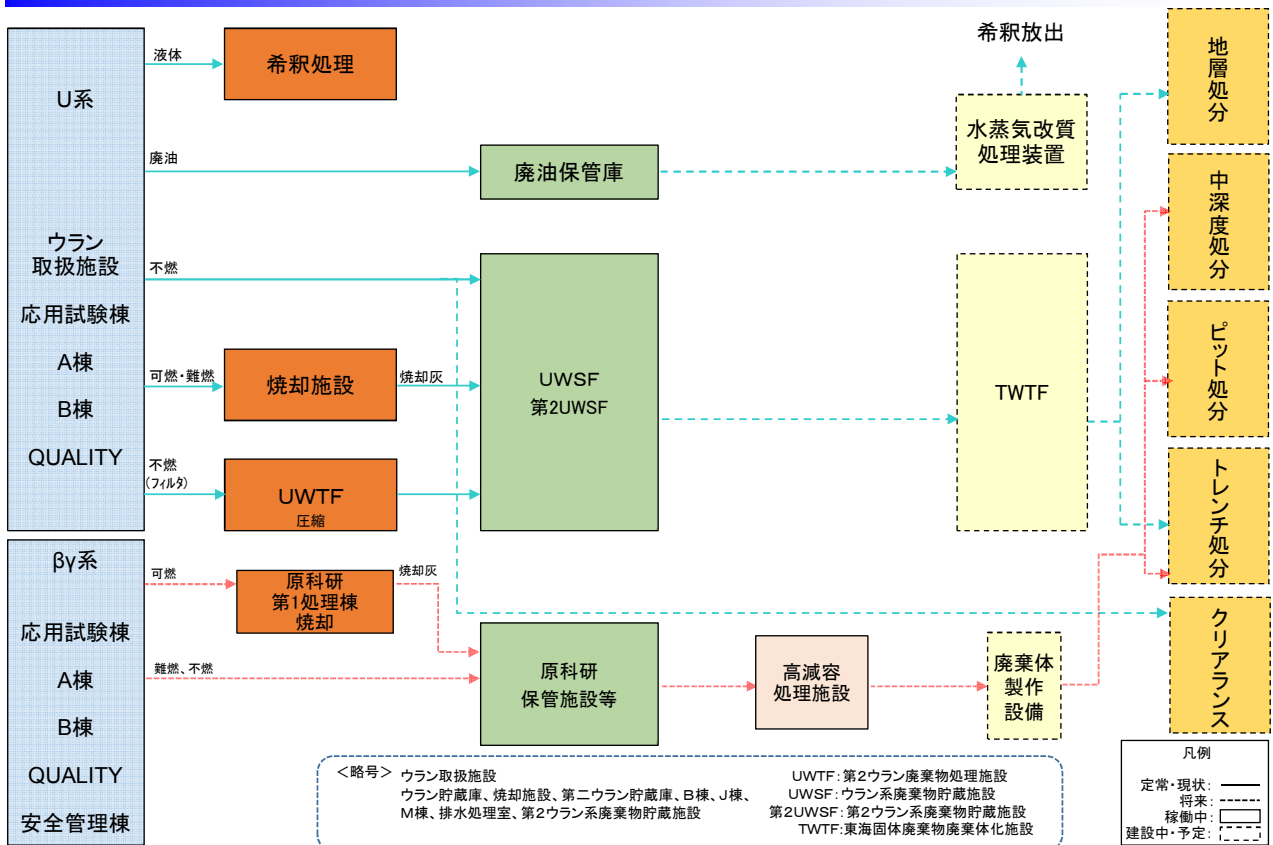 U系
ウラン
取扱施設
応用試験棟
A棟
B棟
QUALITY
βγ系
応用試験棟
A棟
B棟
QUALITY
安全管理棟
液体
希釈処理
廃油
廃油保管庫
水蒸気改質
処理装置
希釈放出
不燃
可燃・難燃
焼却施設
焼却灰
不燃
(フィルタ)
UWTF
圧縮
UWSF
第2UWSF
TWTF
可燃
原科研
第1処理棟
焼却
焼却灰
難燃、不燃
原科研
保管施設等
高減容
処理施設
廃棄体
製作
設備
地層処分
中深度処分
ピット処分
トレンチ処分
クリアランス
<略号> ウラン取扱施設
ウラン貯蔵庫、焼却施設、第二ウラン貯蔵庫、B棟、J棟、
M棟、排水処理室、第2ウラン系廃棄物貯蔵施設
UWTF:第2ウラン廃棄物処理施設
UWSF:ウラン系廃棄物貯蔵施設
第2UWSF:第2ウラン系廃棄物貯蔵施設
TWTF:東海固体廃棄物廃棄体化施設
凡例
定常・現状:
将来:
稼働中:
建設中・予定: